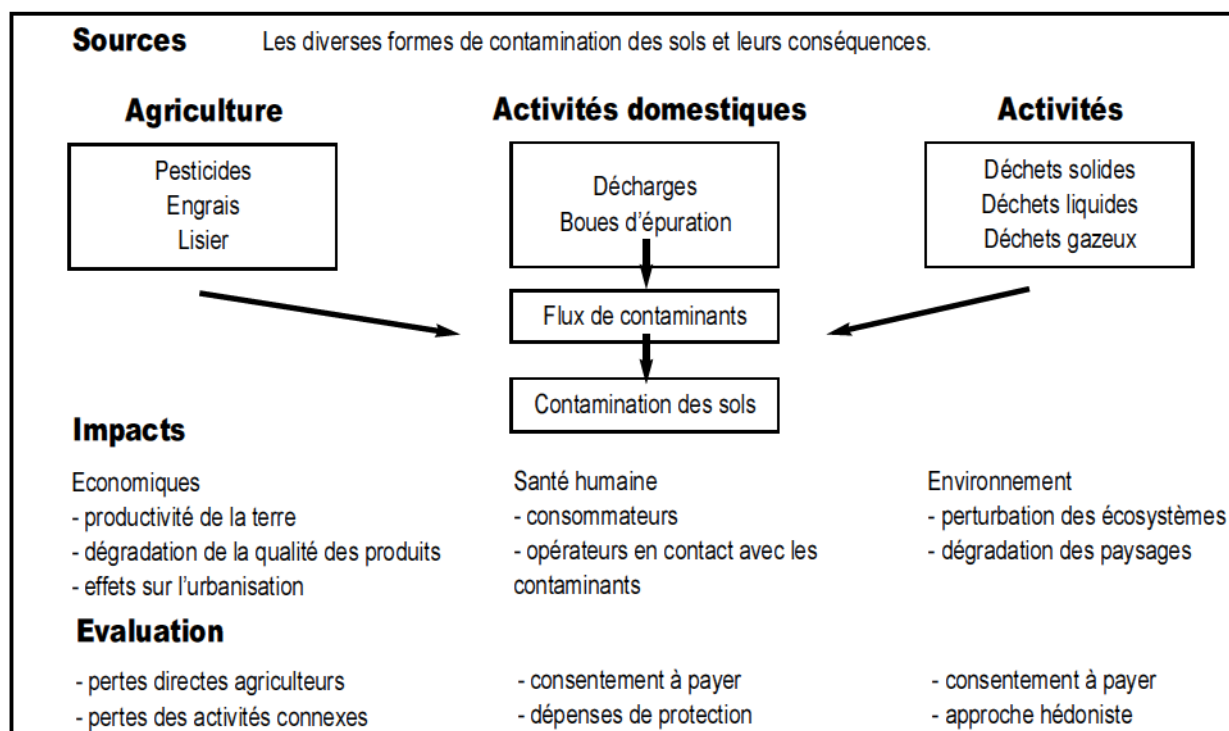 Sources Les diverses formes de contamination des sols et leurs conséquences.
Agriculture
Pesticides
Engrais
Lisier
Activités domestiques
Décharges
Boues d'épuration
Activités
Déchets solides
Déchets liquides
Déchets gazeux
Flux de contaminants
Contamination des sols
Impacts
Economiques
- productivité de la terre
- dégradation de la qualité des produits
- effets sur l'urbanisation
Santé humaine
- consommateurs
- opérateurs en contact avec les
contaminants
Environnement
- perturbation des écosystèmes
- dégradation des paysages
Evaluation
- pertes directes agriculteurs
- pertes des activités connexes
- consentement à payer
- dépenses de protection
- consentement à payer
- approche hédoniste